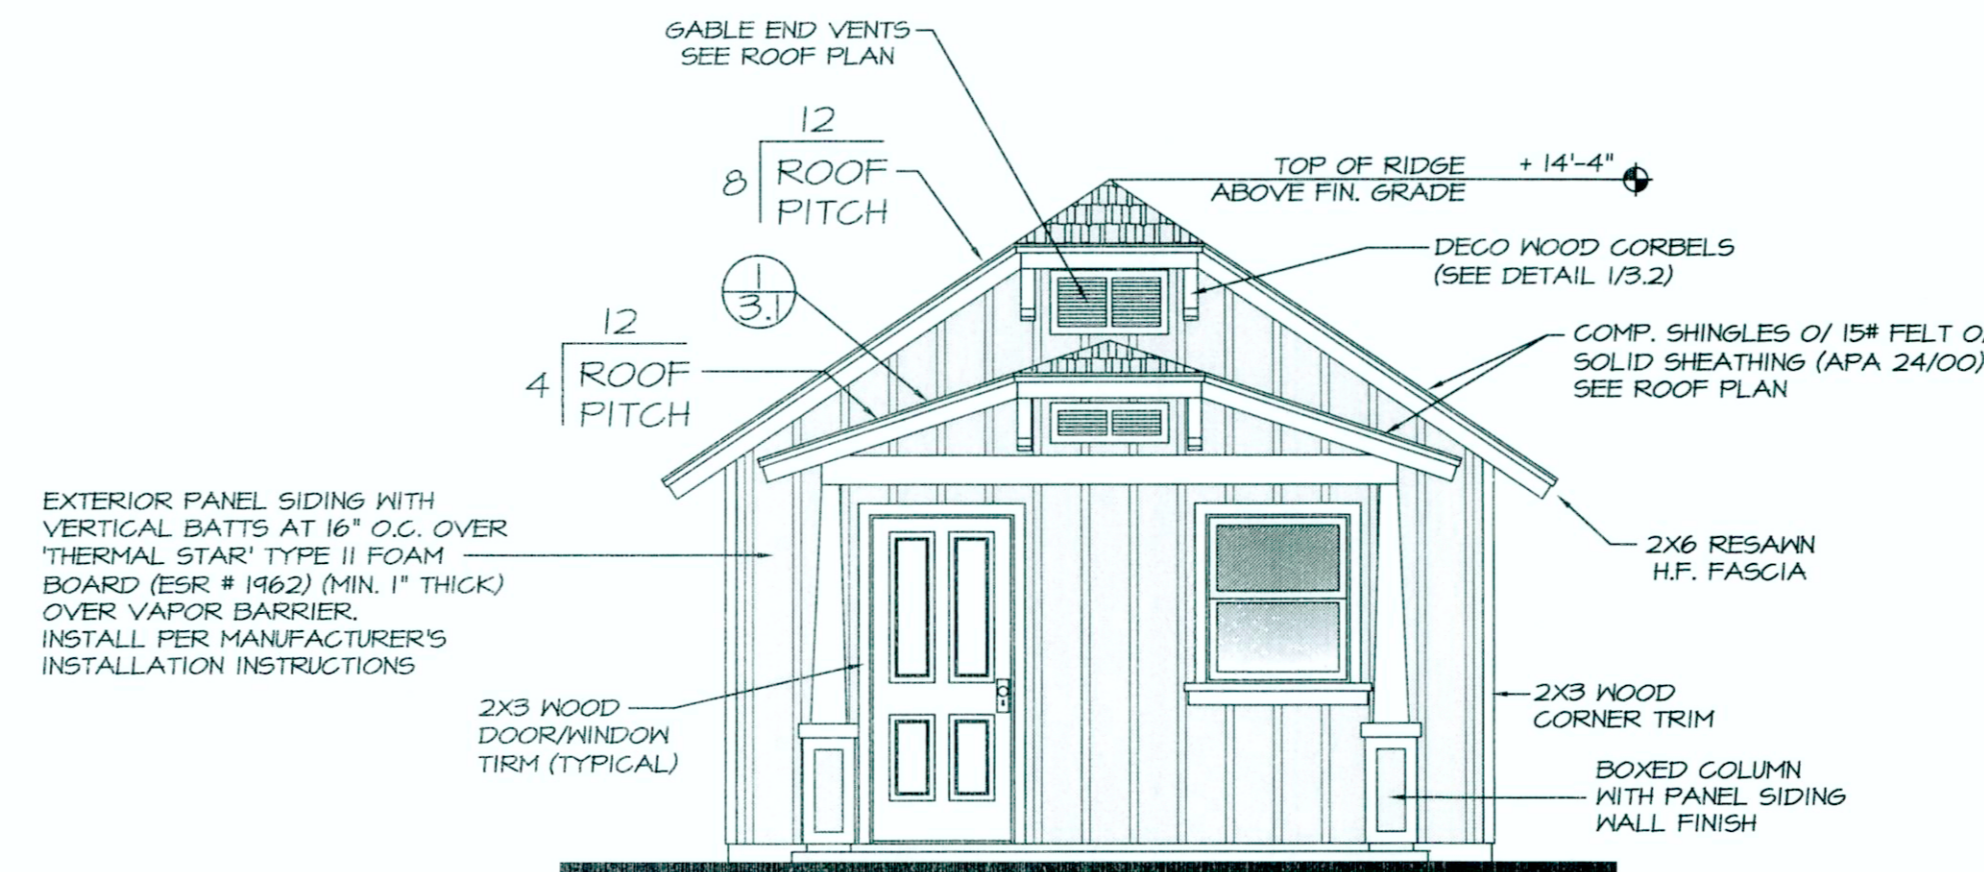 GABLE END VENTS
SEE ROOF PLAN
12
8
ROOF
PITCH
TOP OF RIDGE + 14'-4"
ABOVE FIN. GRADE
DECO WOOD CORBELS
(SEE DETAIL 1/3.2)
1
3.1
12
4
ROOF
PITCH
COMP. SHINGLES O/ 15# FELT O/
SOLID SHEATHING (APA 24/00)
SEE ROOF PLAN
EXTERIOR PANEL SIDING WITH
VERTICAL BATTS AT 16" O.C. OVER
'THERMAL STAR' TYPE 11 FOAM
BOARD (ESR # 1962) (MIN. 1" THICK)
OVER VAPOR BARRIER.
INSTALL PER MANUFACTURER'S
INSTALLATION INSTRUCTIONS
2X6 RESAWN
H.F. FASCIA
2X3 WOOD
DOOR/WINDOW
TIRM (TYPICAL)
2X3 WOOD
CORNER TRIM
BOXED COLUMN
WITH PANEL SIDING
WALL FINISH